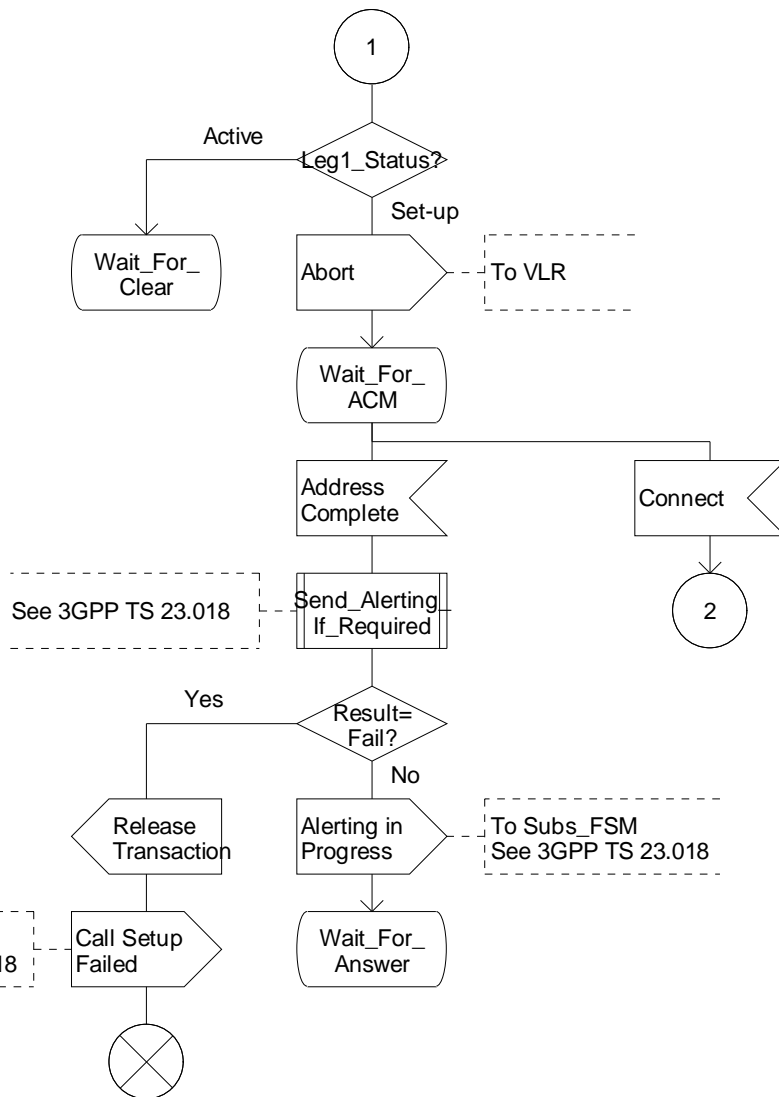 1
Active
Leg1_Status?
Set-up
Wait_For_
Clear
Abort
To VLR
Wait_For_
ACM
Address
Complete
Connect
See 3GPP TS 23.018
Send_Alerting_
If_Required
2
Yes
Result=
Fail?
No
Release
Transaction
Alerting in
Progress
To Subs_FSM
See 3GPP TS 23.018
18
Call Setup
Failed
Wait_For_
Answer